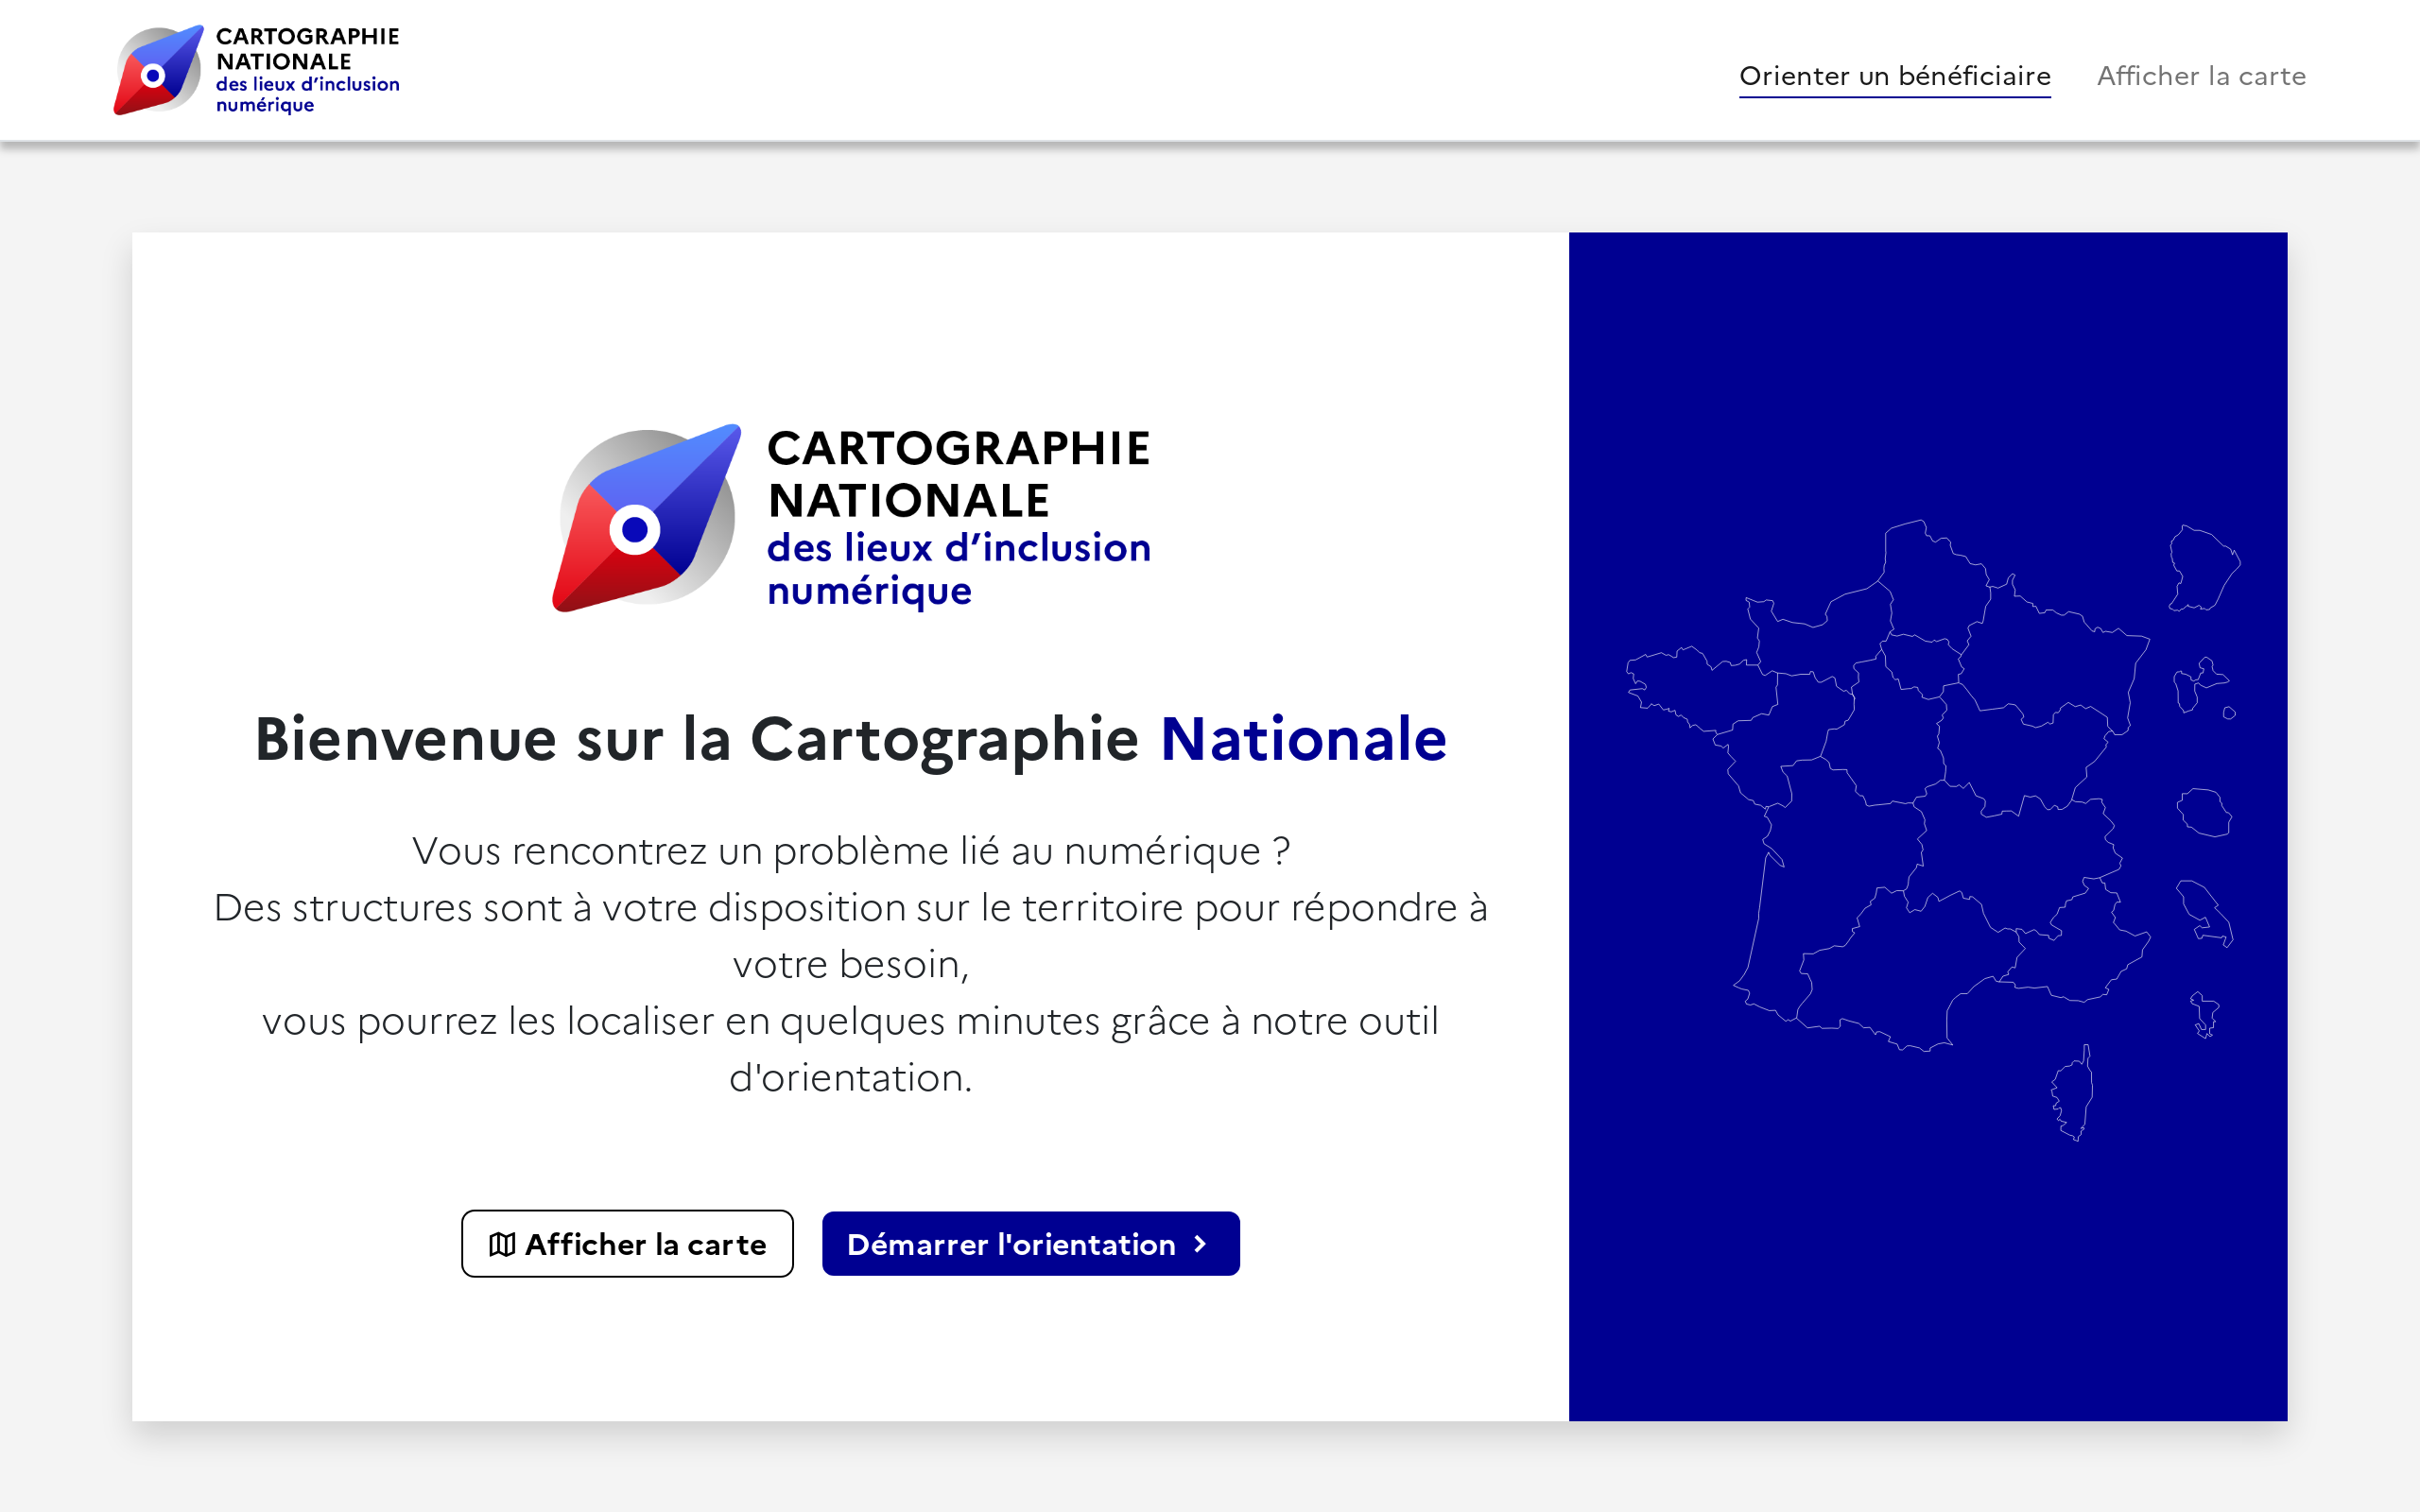 CARTOGRAPHIE
NATIONALE
des lieux d’inclusion
numérique
Orienter un bénéficiaire
Afficher la carte
CARTOGRAPHIE
NATIONALE
des lieux d’inclusion
numérique
Bienvenue sur la Cartographie Nationale
Vous rencontrez un problème lié au numérique ?
Des structures sont à votre disposition sur le territoire pour répondre à
votre besoin,
vous pourrez les localiser en quelques minutes grâce à notre outil
d'orientation.
Afficher la carte
Démarrer l'orientation